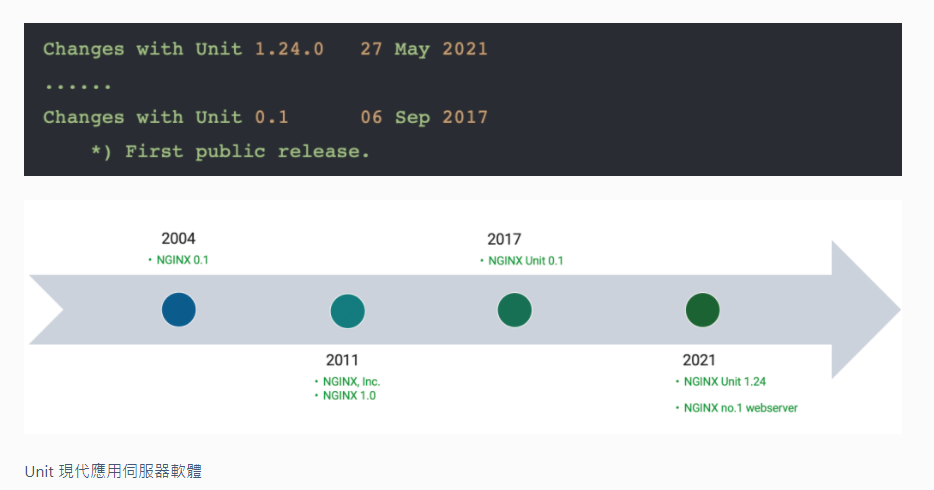 Changes with Unit 1.24.0 27 May 2021
......
Changes with Unit 0.1 06 Sep 2017
*) First public release.
2004
• NGINX 0.1
2017
• NGINX Unit 0.1
2011
• NGINX, Inc.
• NGINX 1.0
2021
• NGINX Unit 1.24
• NGINX no.1 webserver
Unit 現代應用伺服器軟體